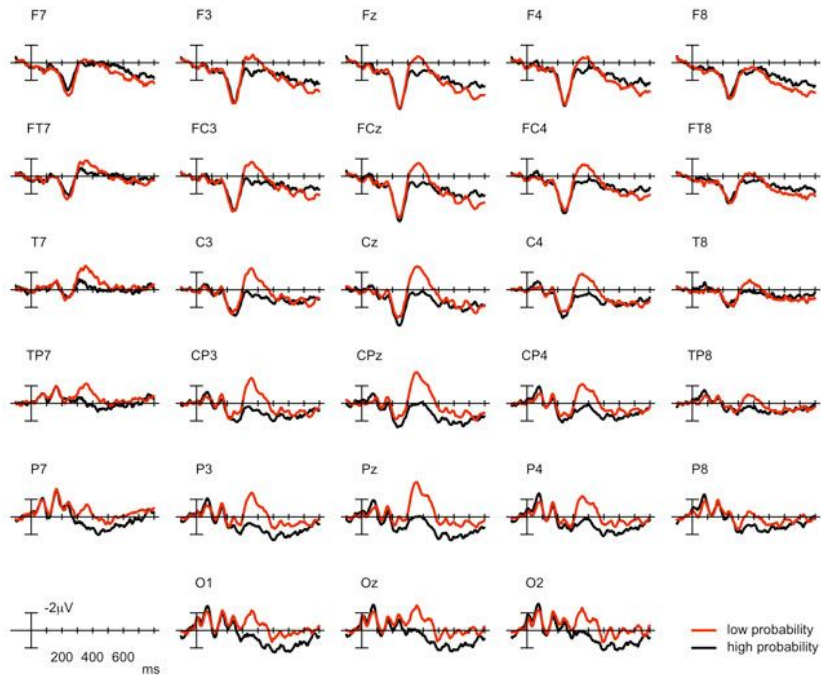 F7 F3 Fz F4 F8
FT7 FC3 FCz FC4 FT8
T7 C3 Cz C4 T8
TP7 CP3 CPz CP4 TP8
P7 P3 Pz P4 P8
O1 Oz O2
-2µV
200 400 600
ms
low probability
high probability